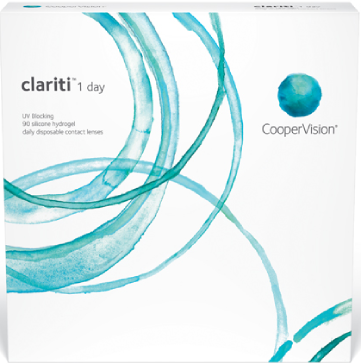 clariti™ 1 day
UV Blocking
90 silicone hydrogel
daily disposable contact lenses
CooperVision®